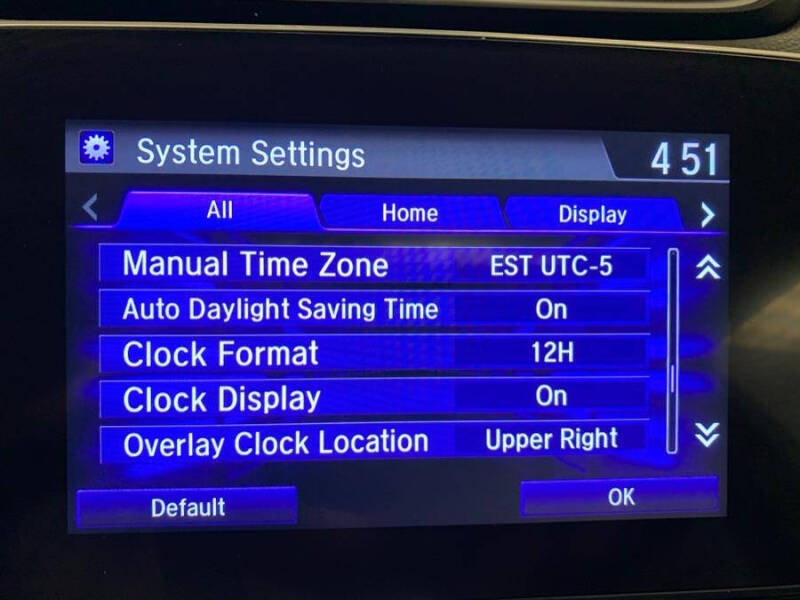 System Settings 4 51
All Home Display
Manual Time Zone EST UTC-5
Auto Daylight Saving Time On
Clock Format 12H
Clock Display On
Overlay Clock Location Upper Right
Default OK